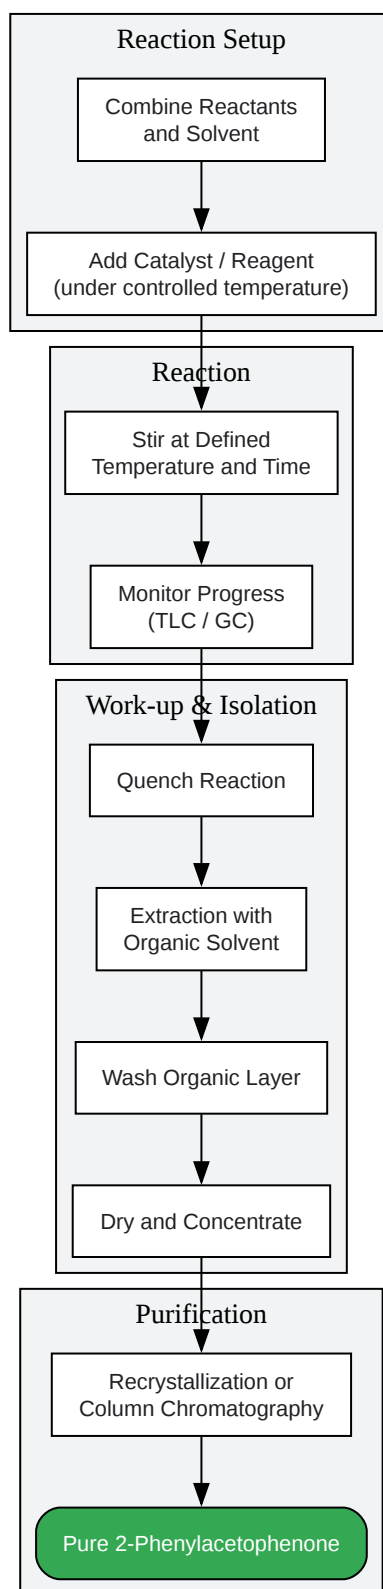 Reaction Setup
Combine Reactants
and Solvent
Add Catalyst / Reagent
(under controlled temperature)
Reaction
Stir at Defined
Temperature and Time
Monitor Progress
(TLC / GC)
Work-up & Isolation
Quench Reaction
Extraction with
Organic Solvent
Wash Organic Layer
Dry and Concentrate
Purification
Recrystallization or
Column Chromatography
Pure 2-Phenylacetophenone